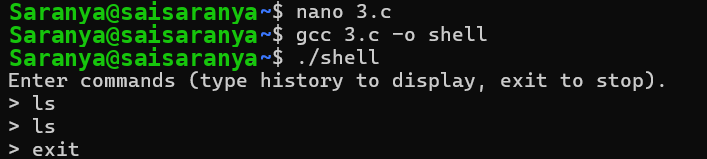 Saranya@saisaranya~$ nano 3.c
Saranya@saisaranya~$ gcc 3.c -o shell
Saranya@saisaranya~$ ./shell
Enter commands (type history to display, exit to stop).
> ls
> ls
> exit